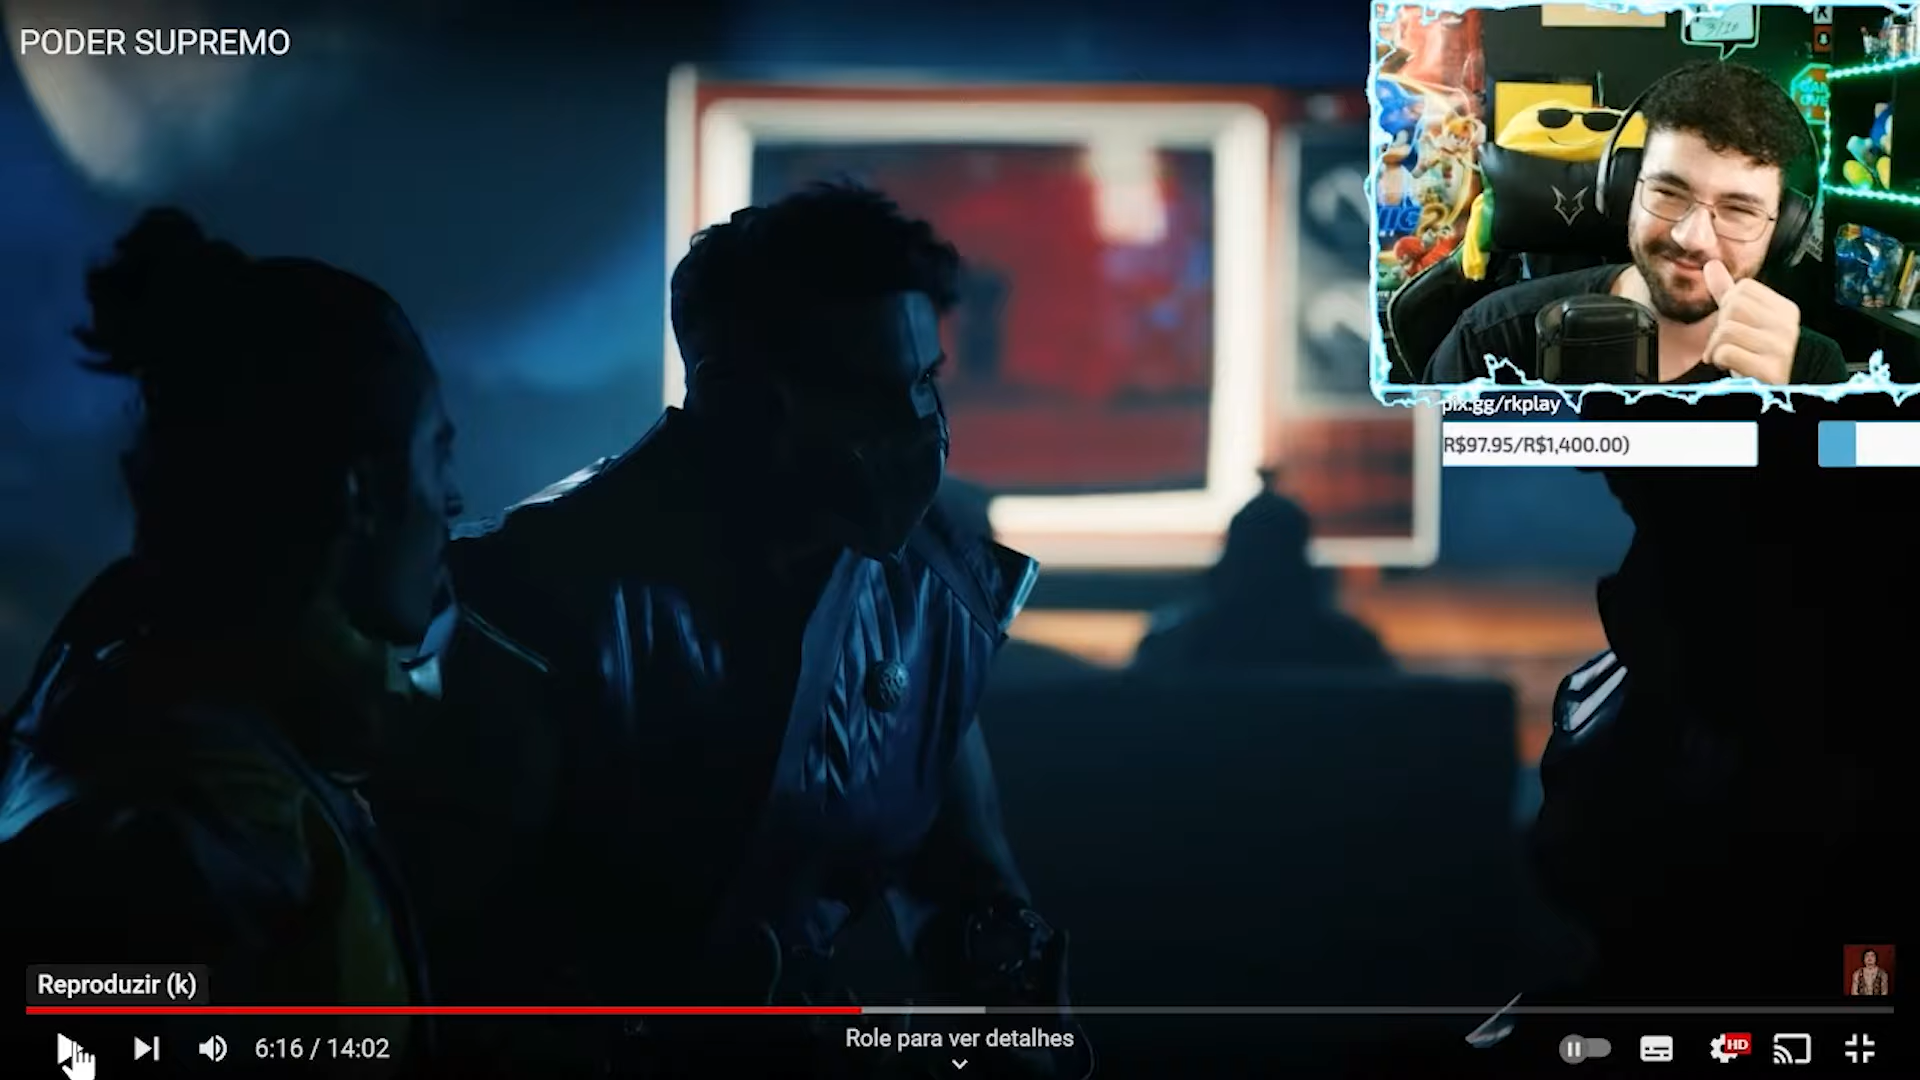 PODER SUPREMO
pix.gg/rkplay
R$97.95/R$1,400.00)
Reproduzir (k)
6:16 / 14:02
Role para ver detalhes
HD